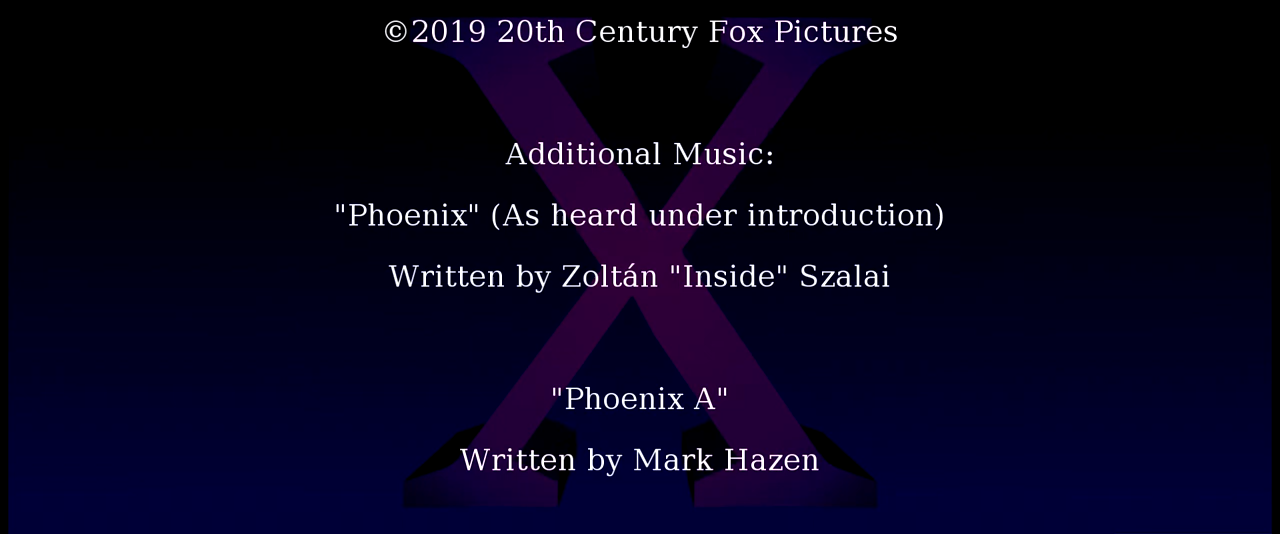 ©2019 20th Century Fox Pictures
Additional Music:
"Phoenix" (As heard under introduction)
Written by Zoltán "Inside" Szalai
"Phoenix A"
Written by Mark Hazen
X